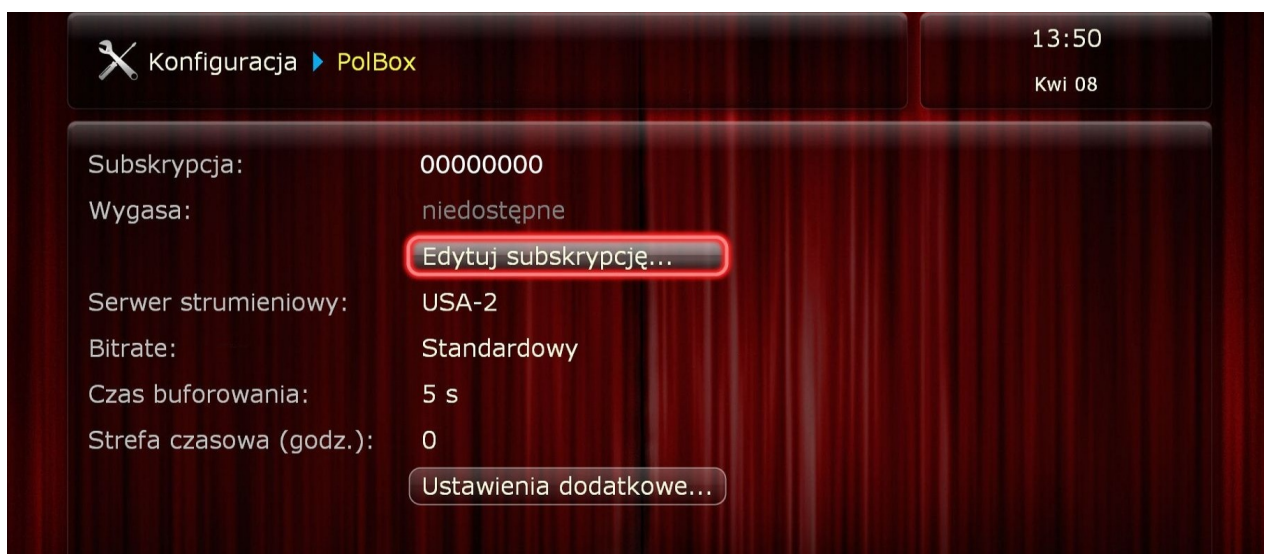 Konfiguracja PolBox
13:50
Kwi 08
Subskrypcja: 00000000
Wygasa: niedostępne
Edytuj subskrypcję...
Serwer strumieniowy: USA-2
Bitrate: Standardowy
Czas buforowania: 5 s
Strefa czasowa (godz.): 0
Ustawienia dodatkowe...